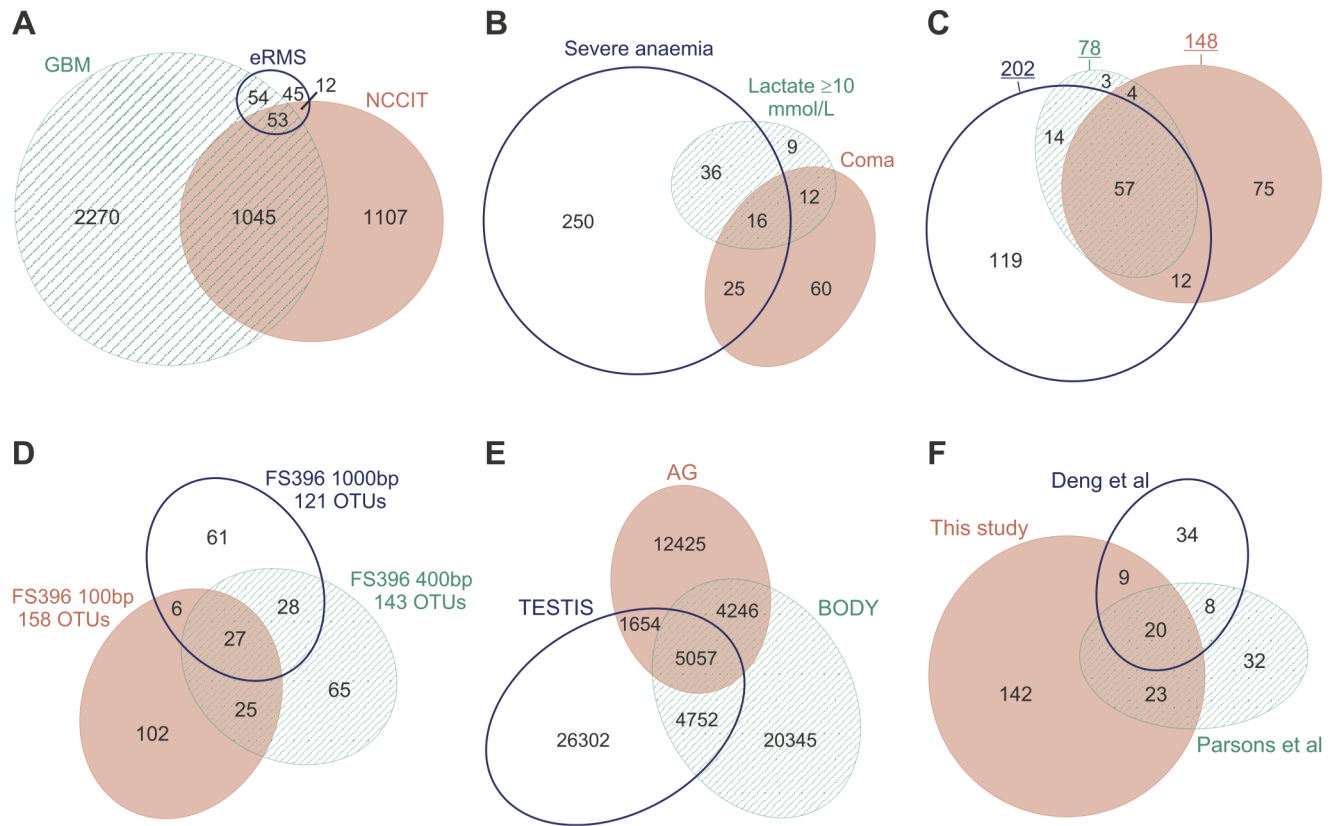 A
GBM
eRMS
NCCIT
54
45
12
53
2270
1045
1107
B
Severe anaemia
Lactate ≥10
mmol/L
Coma
36
9
12
250
16
25
60
C
202
78
148
3
4
14
57
75
119
12
D
FS396 1000bp
121 OTUs
FS396 100bp
158 OTUs
FS396 400bp
143 OTUs
61
6
28
27
65
25
102
E
AG
TESTIS
BODY
12425
1654
4246
5057
4752
26302
20345
F
Deng et al
This study
Parsons et al
34
9
8
20
32
142
23